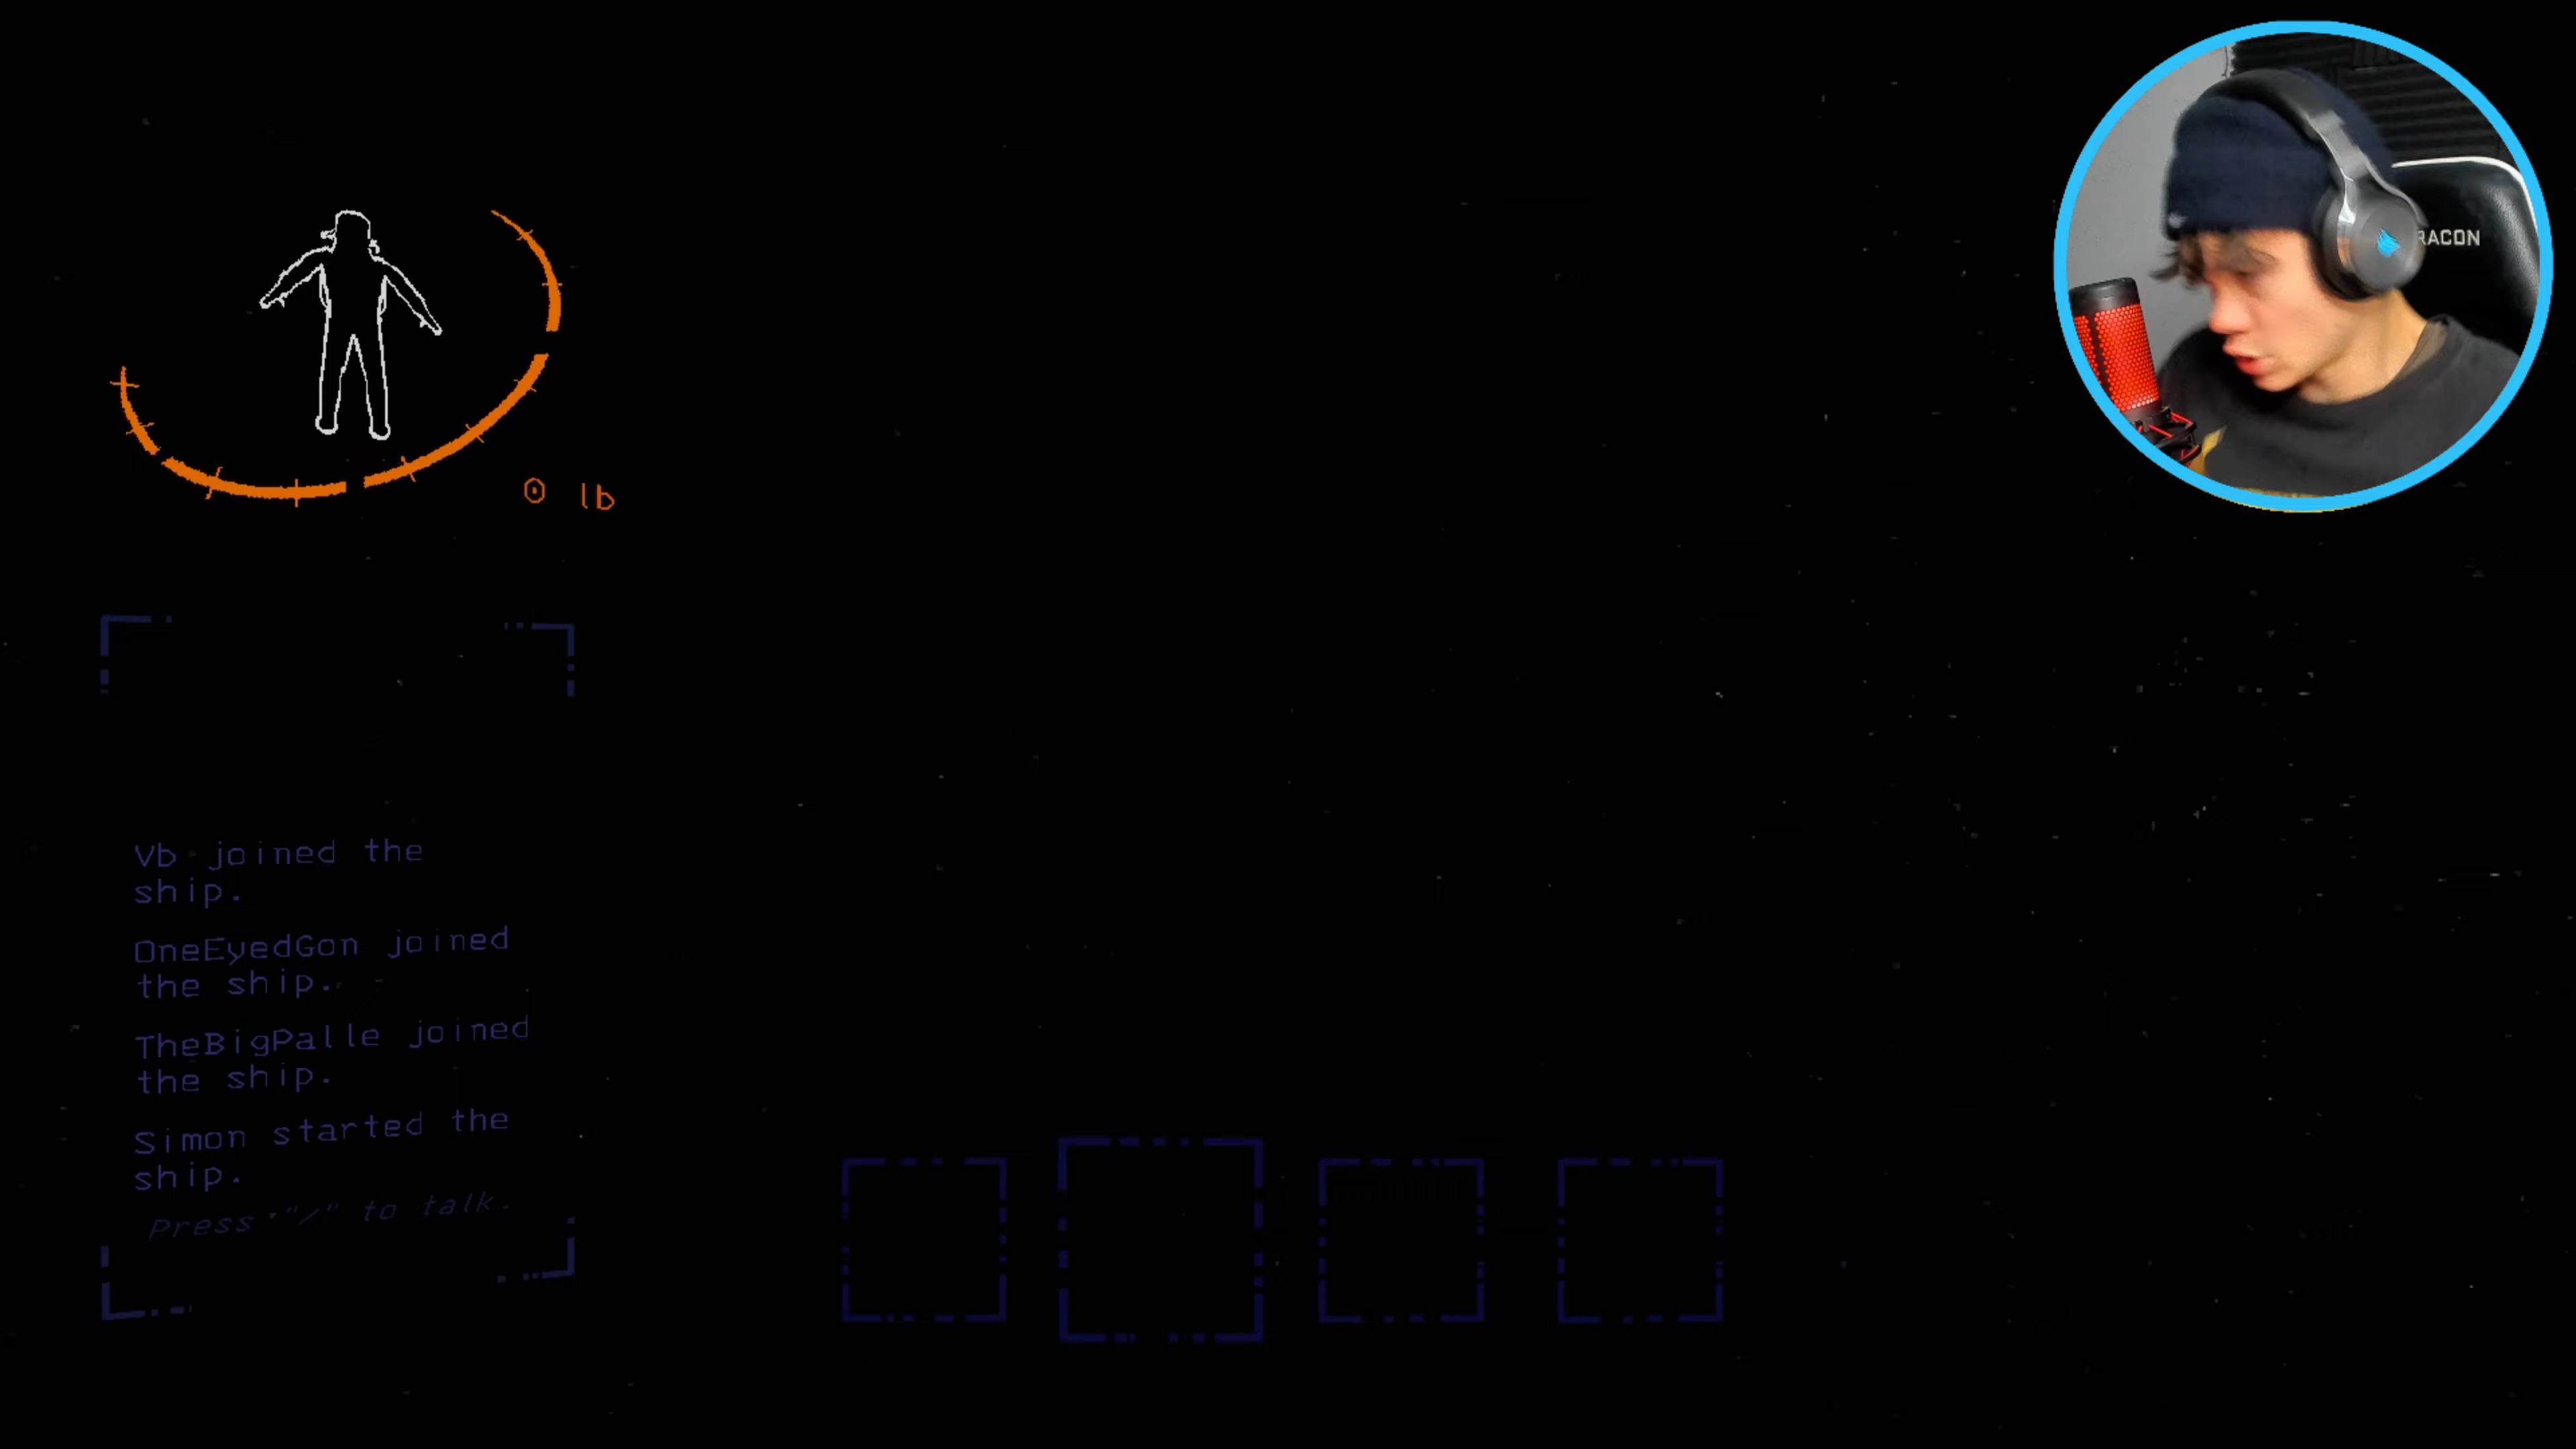 RACON
0 lb
Vb joined the
ship.
OneEyedGon joined
the ship.
TheBigPalle joined
the ship.
Simon started the
ship.
Press "/" to talk.